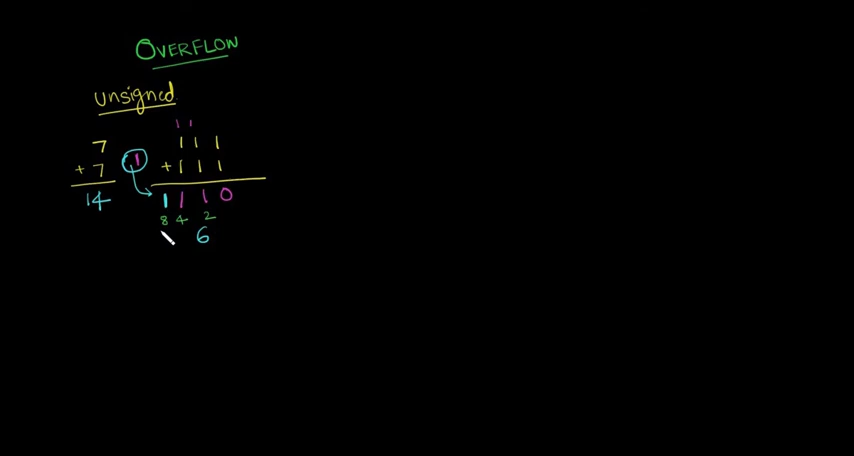 OVERFLOW
unsigned
1 1
7 1 1 1
+ 7 1 + 1 1 1
14 1 1 1 0
8 4 2
6